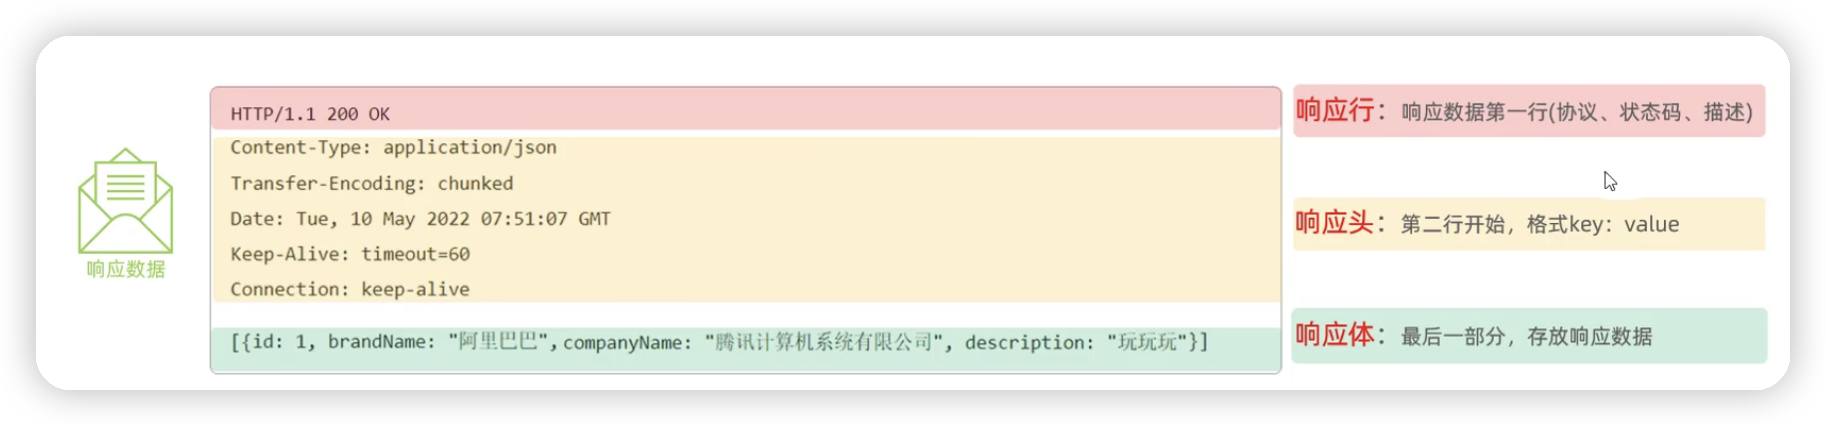 响应数据
HTTP/1.1 200 OK
Content-Type: application/json
Transfer-Encoding: chunked
Date: Tue, 10 May 2022 07:51:07 GMT
Keep-Alive: timeout=60
Connection: keep-alive
[{id: 1, brandName: "阿里巴巴",companyName: "腾讯计算机系统有限公司", description: "玩玩玩"}]
响应行：响应数据第一行(协议、状态码、描述)
响应头：第二行开始，格式key：value
响应体：最后一部分，存放响应数据